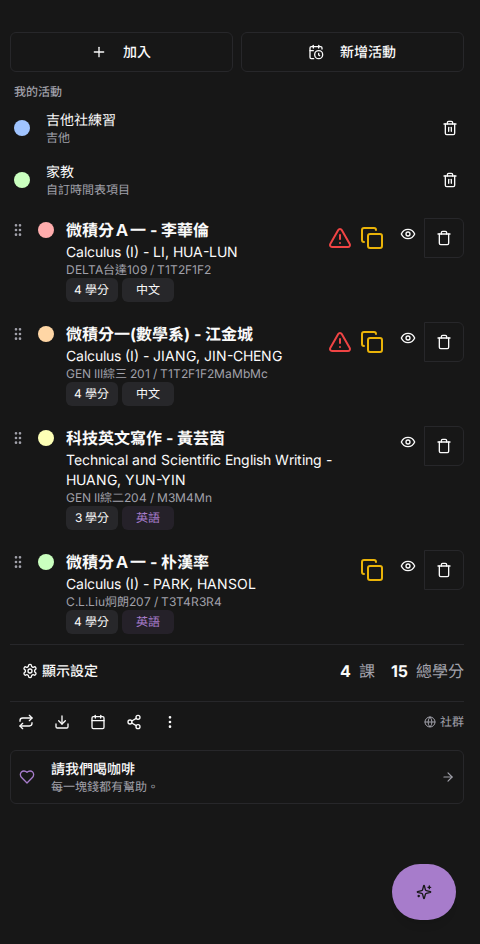 加入
新增活動
我的活動
吉他社練習
吉他
家教
自訂時間表項目
微積分A一 - 李華倫
Calculus (I) - LI, HUA-LUN
DELTA台達109 / T1T2F1F2
4 學分 中文
微積分一(數學系) - 江金城
Calculus (I) - JIANG, JIN-CHENG
GEN III綜三 201 / T1T2F1F2MaMbMc
4 學分 中文
科技英文寫作 - 黃芸茵
Technical and Scientific English Writing -
HUANG, YUN-YIN
GEN II綜二204 / M3M4Mn
3 學分 英語
微積分A一 - 朴漢率
Calculus (I) - PARK, HANSOL
C.L.Liu炯朗207 / T3T4R3R4
4 學分 英語
顯示設定
4 課 15 總學分
社群
請我們喝咖啡
每一塊錢都有幫助。